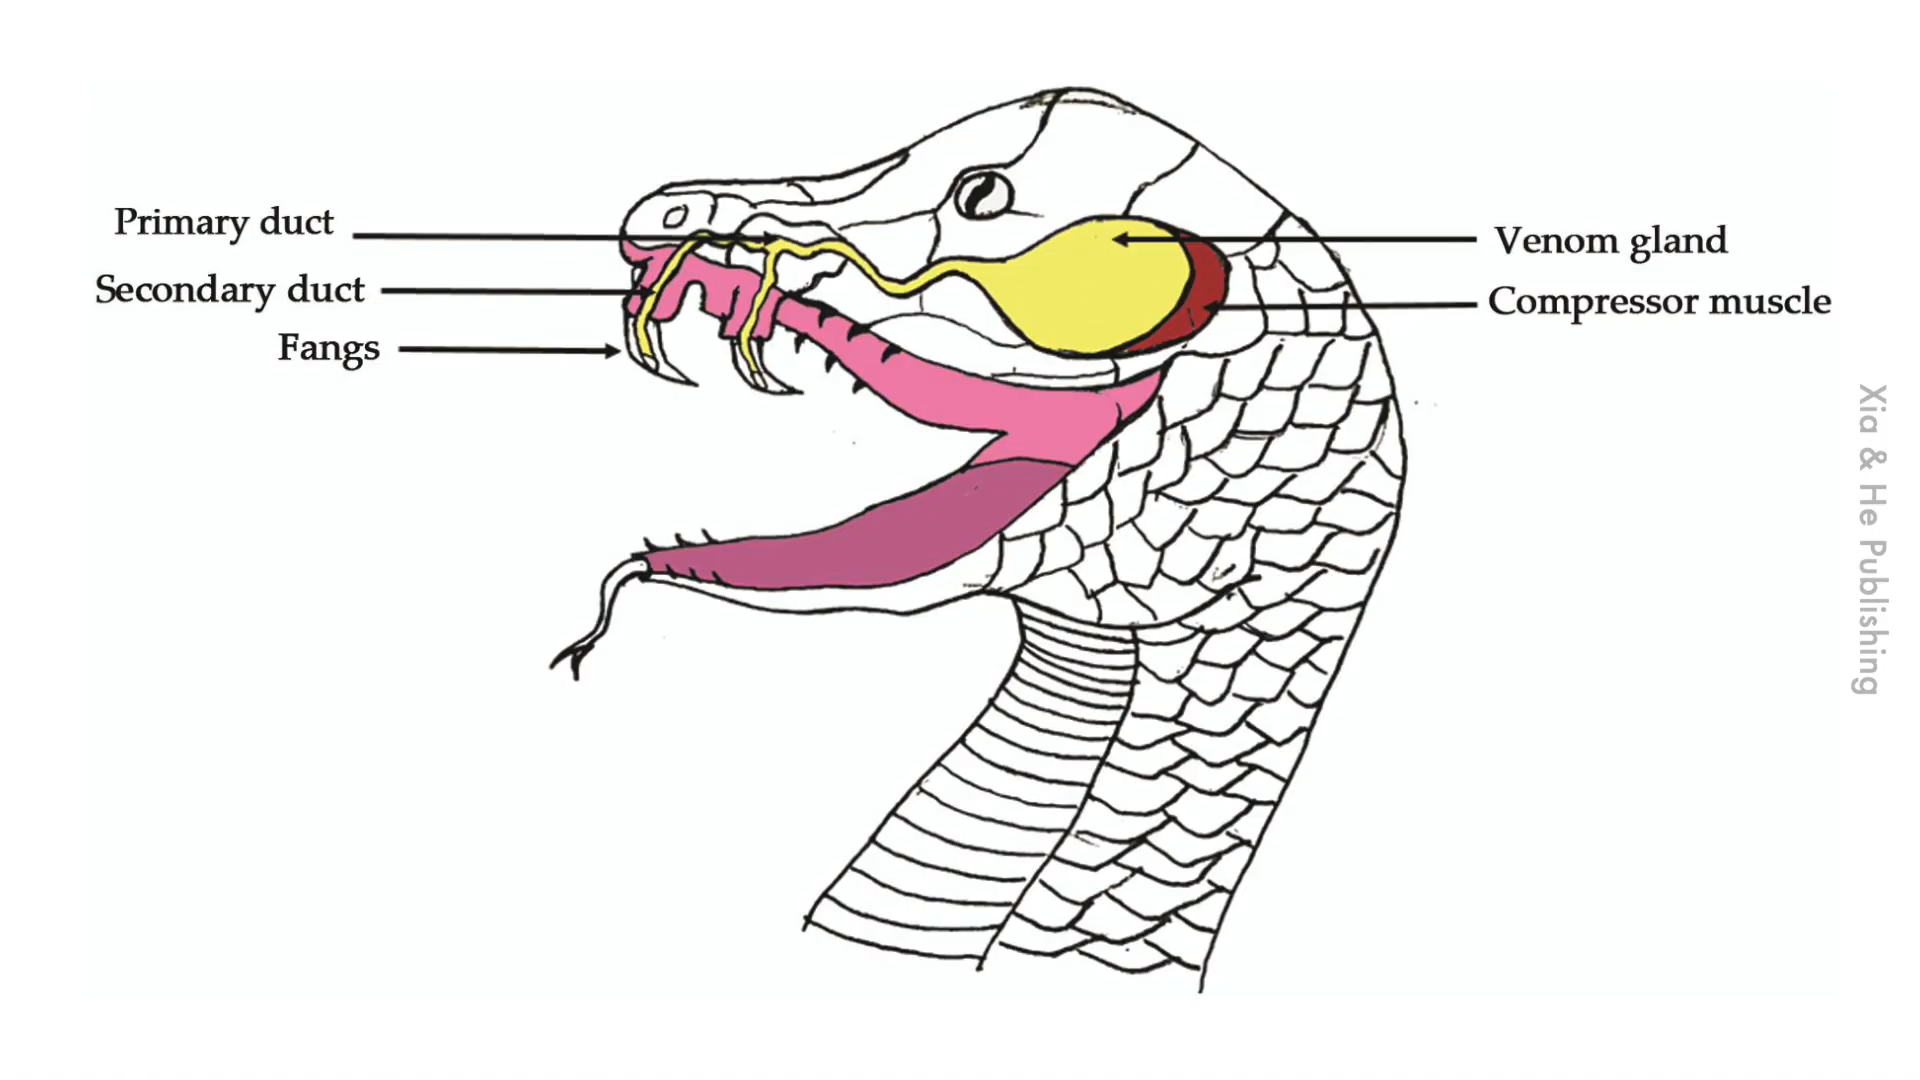 Primary duct
Secondary duct
Fangs
Venom gland
Compressor muscle
Xia & He Publishing